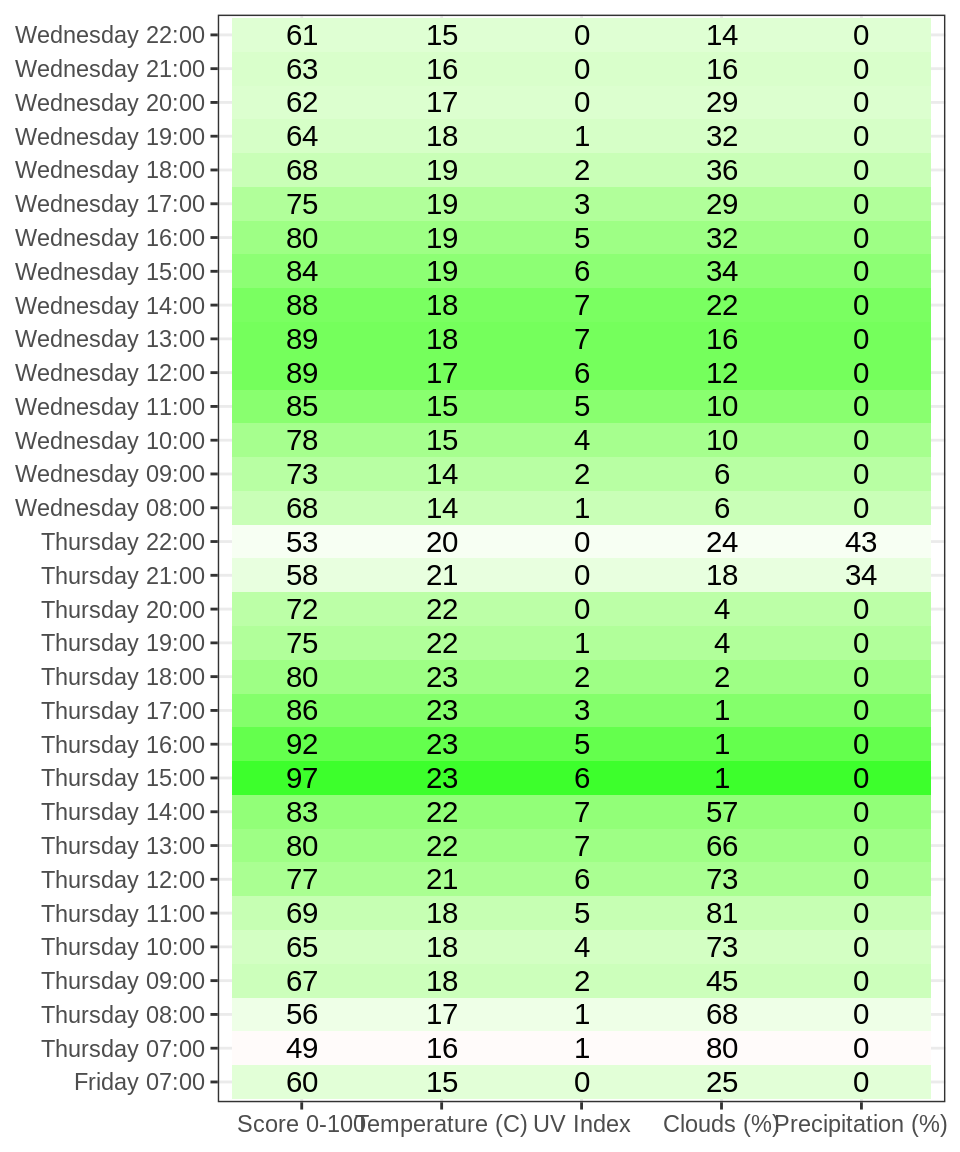 Wednesday 22:00 61 15 0 14 0
Wednesday 21:00 63 16 0 16 0
Wednesday 20:00 62 17 0 29 0
Wednesday 19:00 64 18 1 32 0
Wednesday 18:00 68 19 2 36 0
Wednesday 17:00 75 19 3 29 0
Wednesday 16:00 80 19 5 32 0
Wednesday 15:00 84 19 6 34 0
Wednesday 14:00 88 18 7 22 0
Wednesday 13:00 89 18 7 16 0
Wednesday 12:00 89 17 6 12 0
Wednesday 11:00 85 15 5 10 0
Wednesday 10:00 78 15 4 10 0
Wednesday 09:00 73 14 2 6 0
Wednesday 08:00 68 14 1 6 0
Thursday 22:00 53 20 0 24 43
Thursday 21:00 58 21 0 18 34
Thursday 20:00 72 22 0 4 0
Thursday 19:00 75 22 1 4 0
Thursday 18:00 80 23 2 2 0
Thursday 17:00 86 23 3 1 0
Thursday 16:00 92 23 5 1 0
Thursday 15:00 97 23 6 1 0
Thursday 14:00 83 22 7 57 0
Thursday 13:00 80 22 7 66 0
Thursday 12:00 77 21 6 73 0
Thursday 11:00 69 18 5 81 0
Thursday 10:00 65 18 4 73 0
Thursday 09:00 67 18 2 45 0
Thursday 08:00 56 17 1 68 0
Thursday 07:00 49 16 1 80 0
Friday 07:00 60 15 0 25 0
Score 0-100 Temperature (C) UV Index Clouds (%) Precipitation (%)